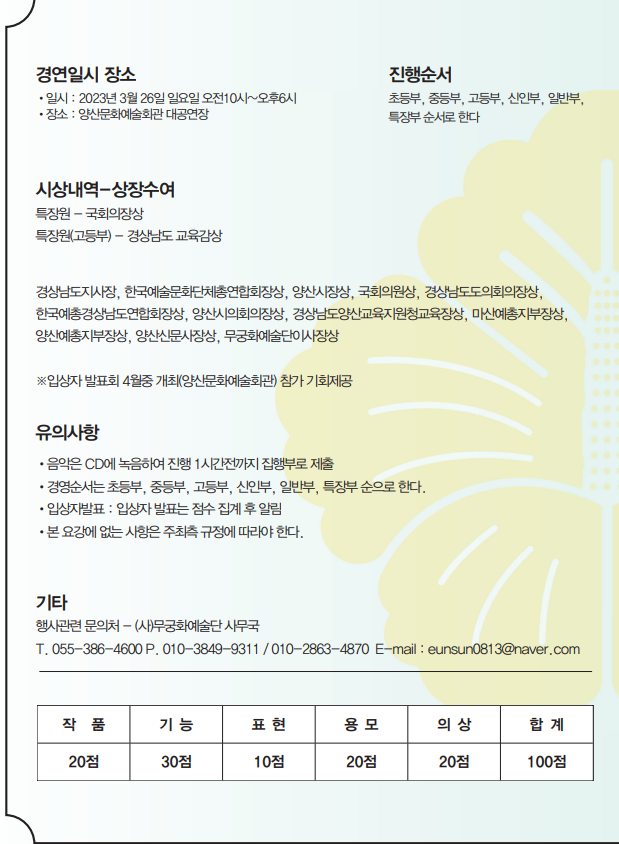 경연일시 장소
• 일시 : 2023년 3월 26일 일요일 오전10시~오후6시
• 장소 : 양산문화예술회관 대공연장
진행순서
초등부, 중등부, 고등부, 신인부, 일반부,
특장부 순서로 한다
시상내역-상장수여
특장원 - 국회의장상
특장원(고등부) - 경상남도 교육감상
경상남도지사장, 한국예술문화단체총연합회장상, 양산시장상, 국회의원상, 경상남도도의회의장상,
한국예총경상남도연합회장상, 양산시의회의장상, 경상남도양산교육지원청교육장상, 마산예총지부장상,
양산예총지부장상, 양산신문사장상, 무궁화예술단이사장상
※입상자 발표회 4월중 개최(양산문화예술회관) 참가 기회제공
유의사항
• 음악은 CD에 녹음하여 진행 1시간전까지 집행부로 제출
• 경영순서는 초등부, 중등부, 고등부, 신인부, 일반부, 특장부 순으로 한다.
• 입상자발표 : 입상자 발표는 점수 집계 후 알림
• 본 요강에 없는 사항은 주최측 규정에 따라야 한다.
기타
행사관련 문의처 - (사)무궁화예술단 사무국
T. 055-386-4600 P. 010-3849-9311 / 010-2863-4870 E-mail : eunsun0813@naver.com
작 품 기 능 표 현 용 모 의 상 합 계
20점 30점 10점 20점 20점 100점